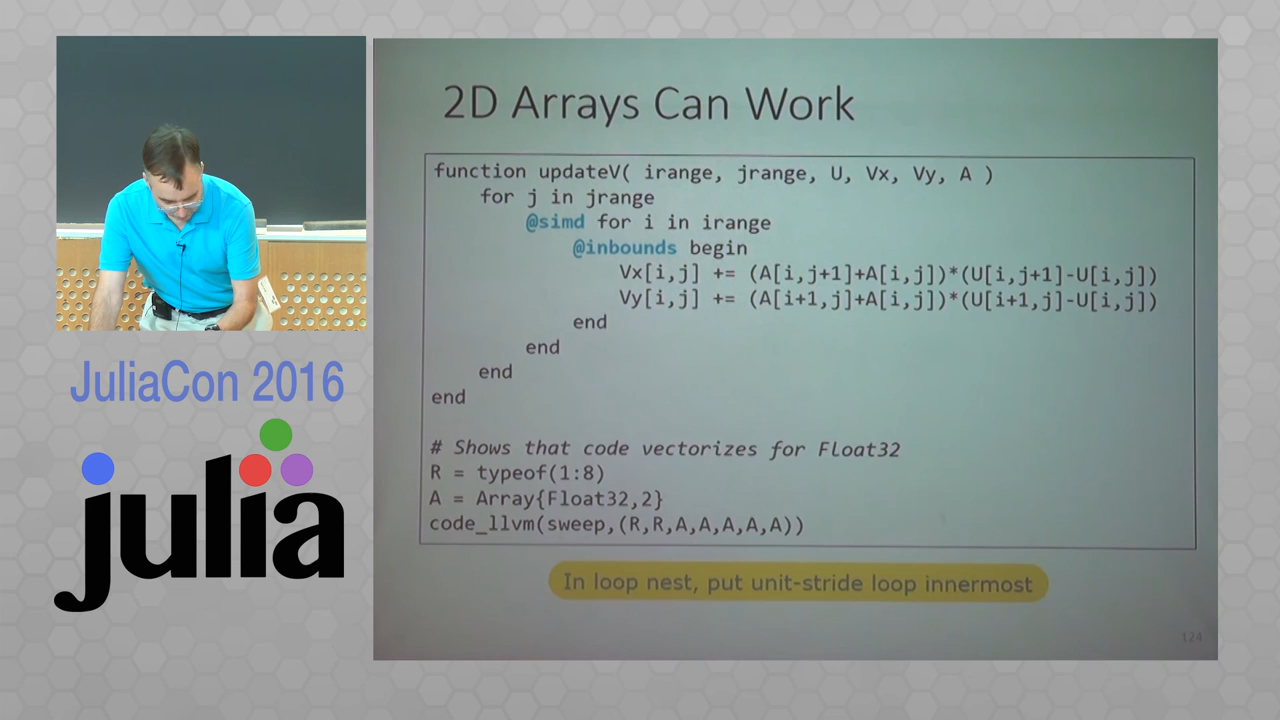 2D Arrays Can Work
function updateV( irange, jrange, U, Vx, Vy, A )
    for j in jrange
        @simd for i in irange
            @inbounds begin
                Vx[i,j] += (A[i,j+1]+A[i,j])*(U[i,j+1]-U[i,j])
                Vy[i,j] += (A[i+1,j]+A[i,j])*(U[i+1,j]-U[i,j])
            end
        end
    end
end
# Shows that code vectorizes for Float32
R = typeof(1:8)
A = Array{Float32,2}
code_llvm(sweep,(R,R,A,A,A,A,A))
In loop nest, put unit-stride loop innermost
124
JuliaCon 2016
julia